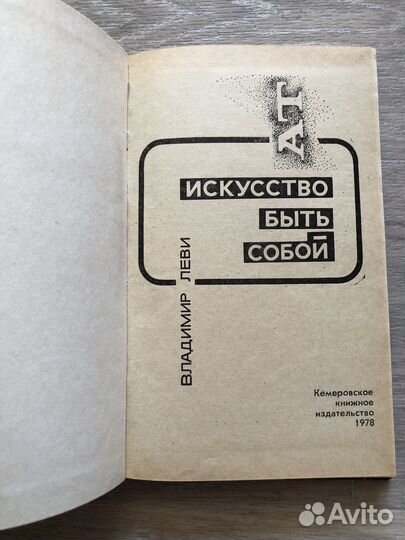 АТ
ИСКУССТВО
БЫТЬ
СОБОЙ
ВЛАДИМИР ЛЕВИ
Кемеровское
книжное
издательство
1978
Avito